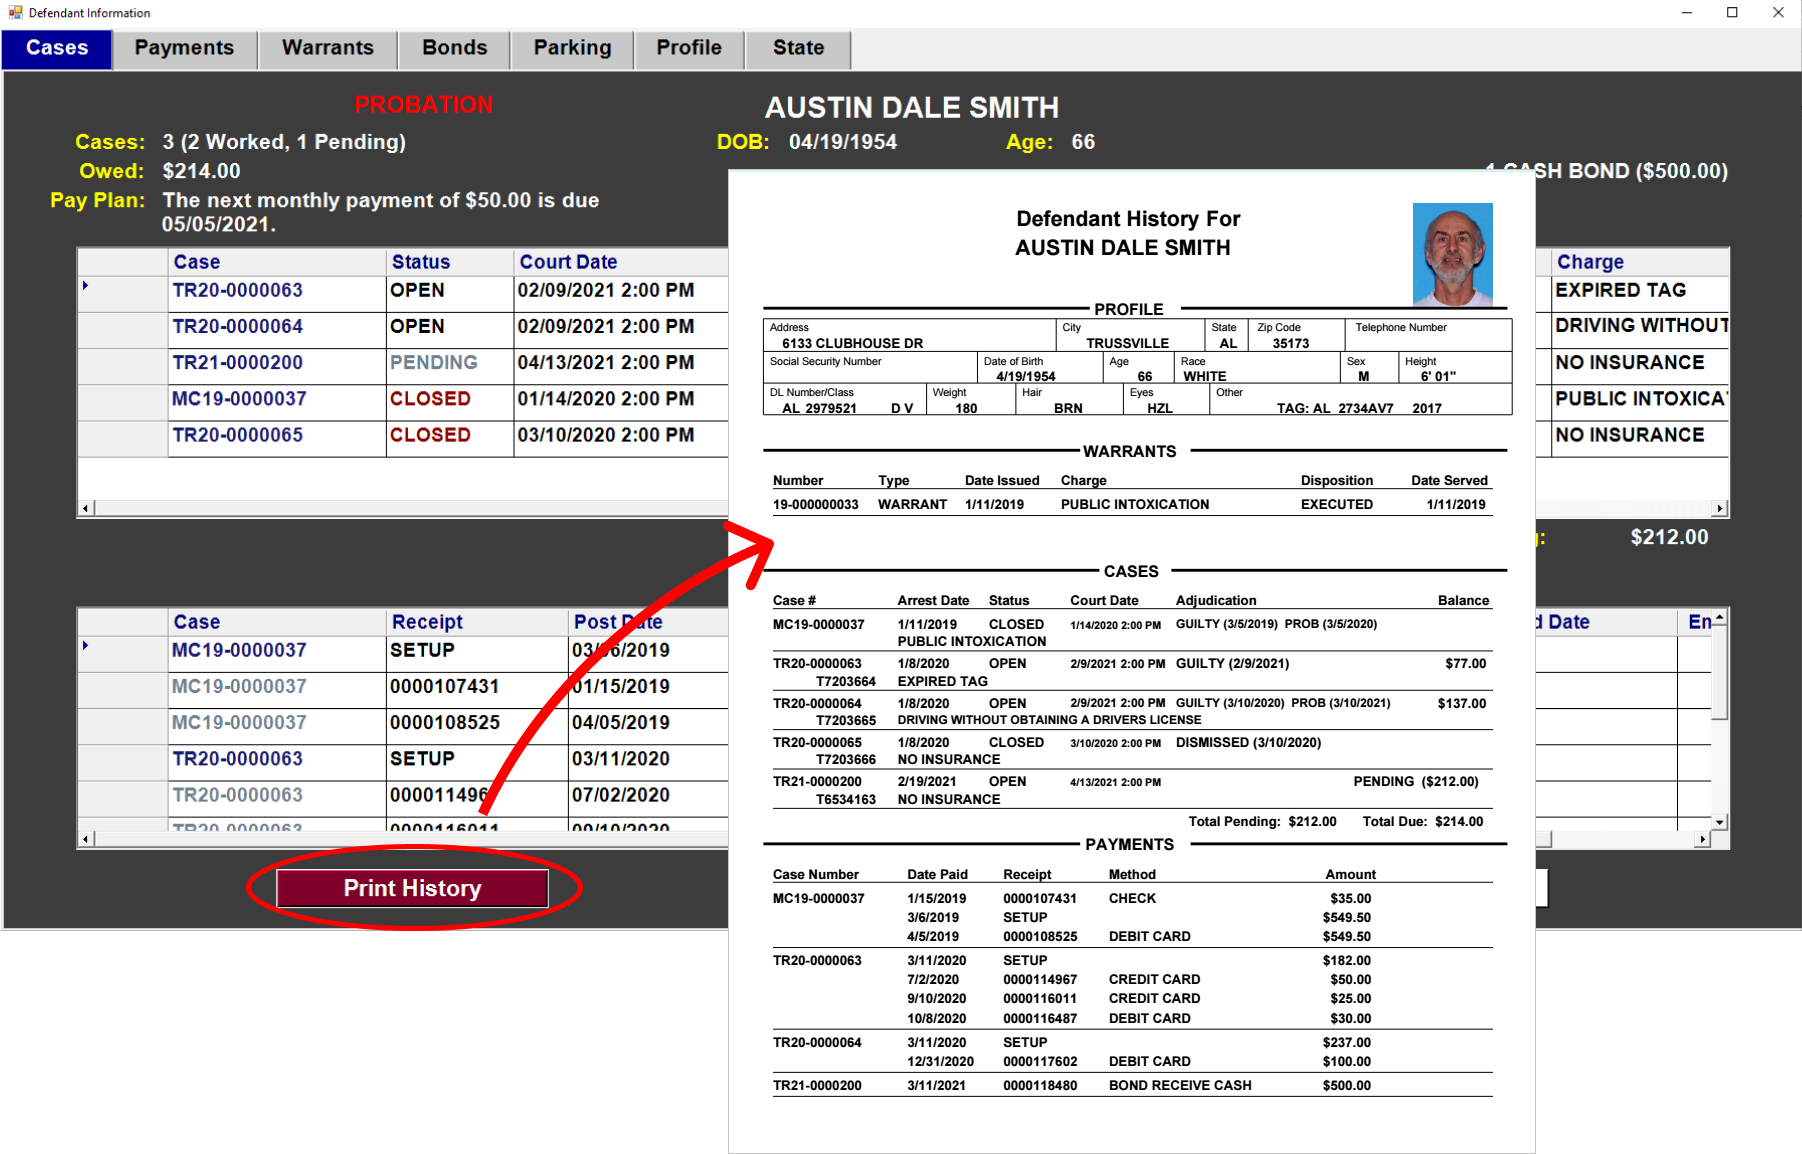 Defendant Information
Cases Payments Warrants Bonds Parking Profile State
PROBATION
AUSTIN DALE SMITH
Cases: 3 (2 Worked, 1 Pending)
DOB: 04/19/1954 Age: 66
Owed: $214.00
CASH BOND ($500.00)
Pay Plan: The next monthly payment of $50.00 is due
05/05/2021.
Case Status Court Date Charge
TR20-0000063 OPEN 02/09/2021 2:00 PM EXPIRED TAG
TR20-0000064 OPEN 02/09/2021 2:00 PM DRIVING WITHOUT
TR21-0000200 PENDING 04/13/2021 2:00 PM NO INSURANCE
MC19-0000037 CLOSED 01/14/2020 2:00 PM PUBLIC INTOXICA
TR20-0000065 CLOSED 03/10/2020 2:00 PM NO INSURANCE
$212.00
Case Receipt Post Date Date En
MC19-0000037 SETUP 03/06/2019
MC19-0000037 0000107431 01/15/2019
MC19-0000037 0000108525 04/05/2019
TR20-0000063 SETUP 03/11/2020
TR20-0000063 000011496 07/02/2020
TR20-0000063 0000116011 09/10/2020
Print History
Defendant History For
AUSTIN DALE SMITH
PROFILE
Address City State Zip Code Telephone Number
6133 CLUBHOUSE DR TRUSSVILLE AL 35173
Social Security Number Date of Birth Age Race Sex Height
4/19/1954 66 WHITE M 6' 01"
DL Number/Class Weight Hair Eyes Other
AL 2979521 D V 180 BRN HZL TAG: AL 2734AV7 2017
WARRANTS
Number Type Date Issued Charge Disposition Date Served
19-000000033 WARRANT 1/11/2019 PUBLIC INTOXICATION EXECUTED 1/11/2019
CASES
Case # Arrest Date Status Court Date Adjudication Balance
MC19-0000037 1/11/2019 CLOSED 1/14/2020 2:00 PM GUILTY (3/5/2019) PROB (3/5/2020)
PUBLIC INTOXICATION
TR20-0000063 1/8/2020 OPEN 2/9/2021 2:00 PM GUILTY (2/9/2021) $77.00
T7203664 EXPIRED TAG
TR20-0000064 1/8/2020 OPEN 2/9/2021 2:00 PM GUILTY (3/10/2020) PROB (3/10/2021) $137.00
T7203665 DRIVING WITHOUT OBTAINING A DRIVERS LICENSE
TR20-0000065 1/8/2020 CLOSED 3/10/2020 2:00 PM DISMISSED (3/10/2020)
T7203666 NO INSURANCE
TR21-0000200 2/19/2021 OPEN 4/13/2021 2:00 PM PENDING ($212.00)
T6534163 NO INSURANCE
Total Pending: $212.00 Total Due: $214.00
PAYMENTS
Case Number Date Paid Receipt Method Amount
MC19-0000037 1/15/2019 0000107431 CHECK $35.00
3/6/2019 SETUP $549.50
4/5/2019 0000108525 DEBIT CARD $549.50
TR20-0000063 3/11/2020 SETUP $182.00
7/2/2020 0000114967 CREDIT CARD $50.00
9/10/2020 0000116011 CREDIT CARD $25.00
10/8/2020 0000116487 DEBIT CARD $30.00
TR20-0000064 3/11/2020 SETUP $237.00
12/31/2020 0000117602 DEBIT CARD $100.00
TR21-0000200 3/11/2021 0000118480 BOND RECEIVE CASH $500.00